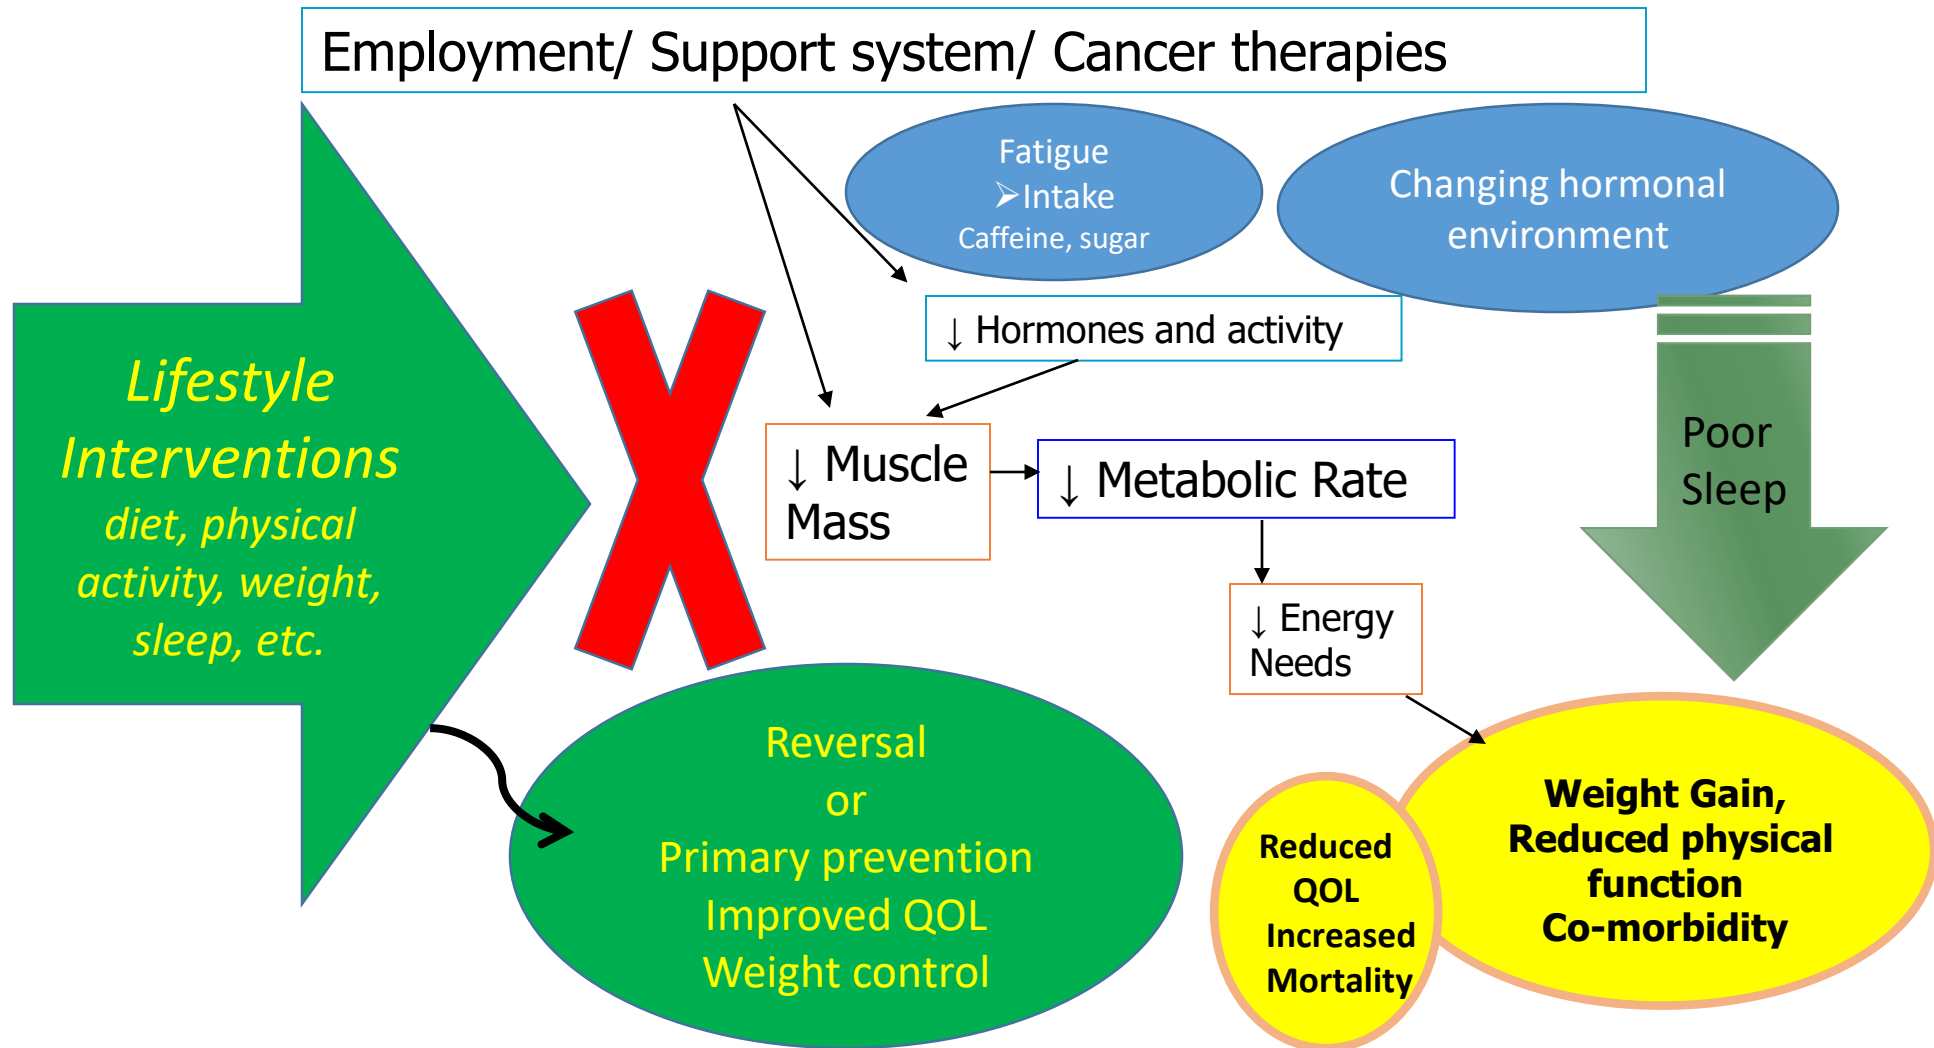 Employment/ Support system/ Cancer therapies
Fatigue
➢Intake
Caffeine, sugar
Changing hormonal
environment
↓ Hormones and activity
Lifestyle
Interventions
diet, physical
activity, weight,
sleep, etc.
↓ Muscle
Mass
↓ Metabolic Rate
Poor
Sleep
↓ Energy
Needs
Reversal
or
Primary prevention
Improved QOL
Weight control
Reduced
QOL
Increased
Mortality
Weight Gain,
Reduced physical
function
Co-morbidity